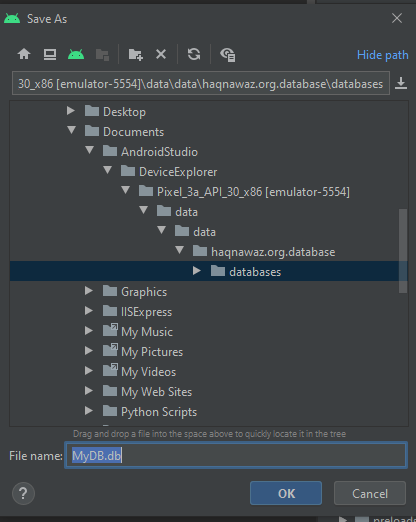 Save As
Hide path
30_x86 [emulator-5554]\data\data\haqnawaz.org.database\databases
Desktop
Documents
AndroidStudio
DeviceExplorer
Pixel_3a_API_30_x86 [emulator-5554]
data
data
haqnawaz.org.database
databases
Graphics
IISExpress
My Music
My Pictures
My Videos
My Web Sites
Python Scripts
Drag and drop a file into the space above to quickly locate it in the tree
File name: MyDB.db
? OK Cancel